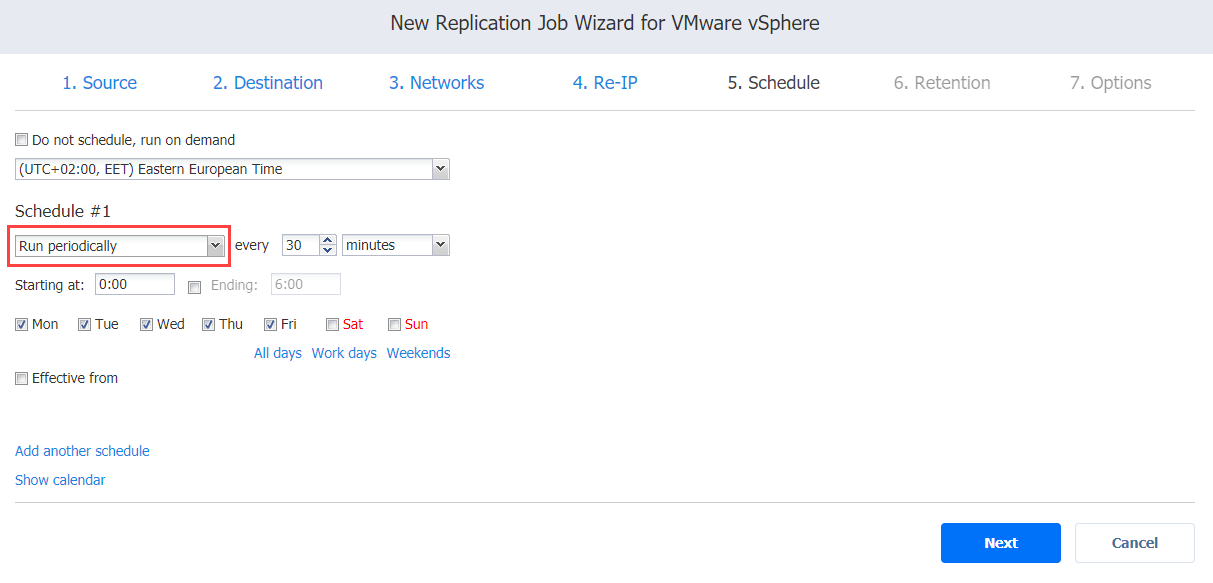 New Replication Job Wizard for VMware vSphere
1. Source 2. Destination 3. Networks 4. Re-IP 5. Schedule 6. Retention 7. Options
Do not schedule, run on demand
(UTC+02:00, EET) Eastern European Time
Schedule #1
Run periodically every 30 minutes
Starting at: 0:00 Ending: 6:00
Mon Tue Wed Thu Fri Sat Sun
All days Work days Weekends
Effective from
Add another schedule
Show calendar
Next Cancel